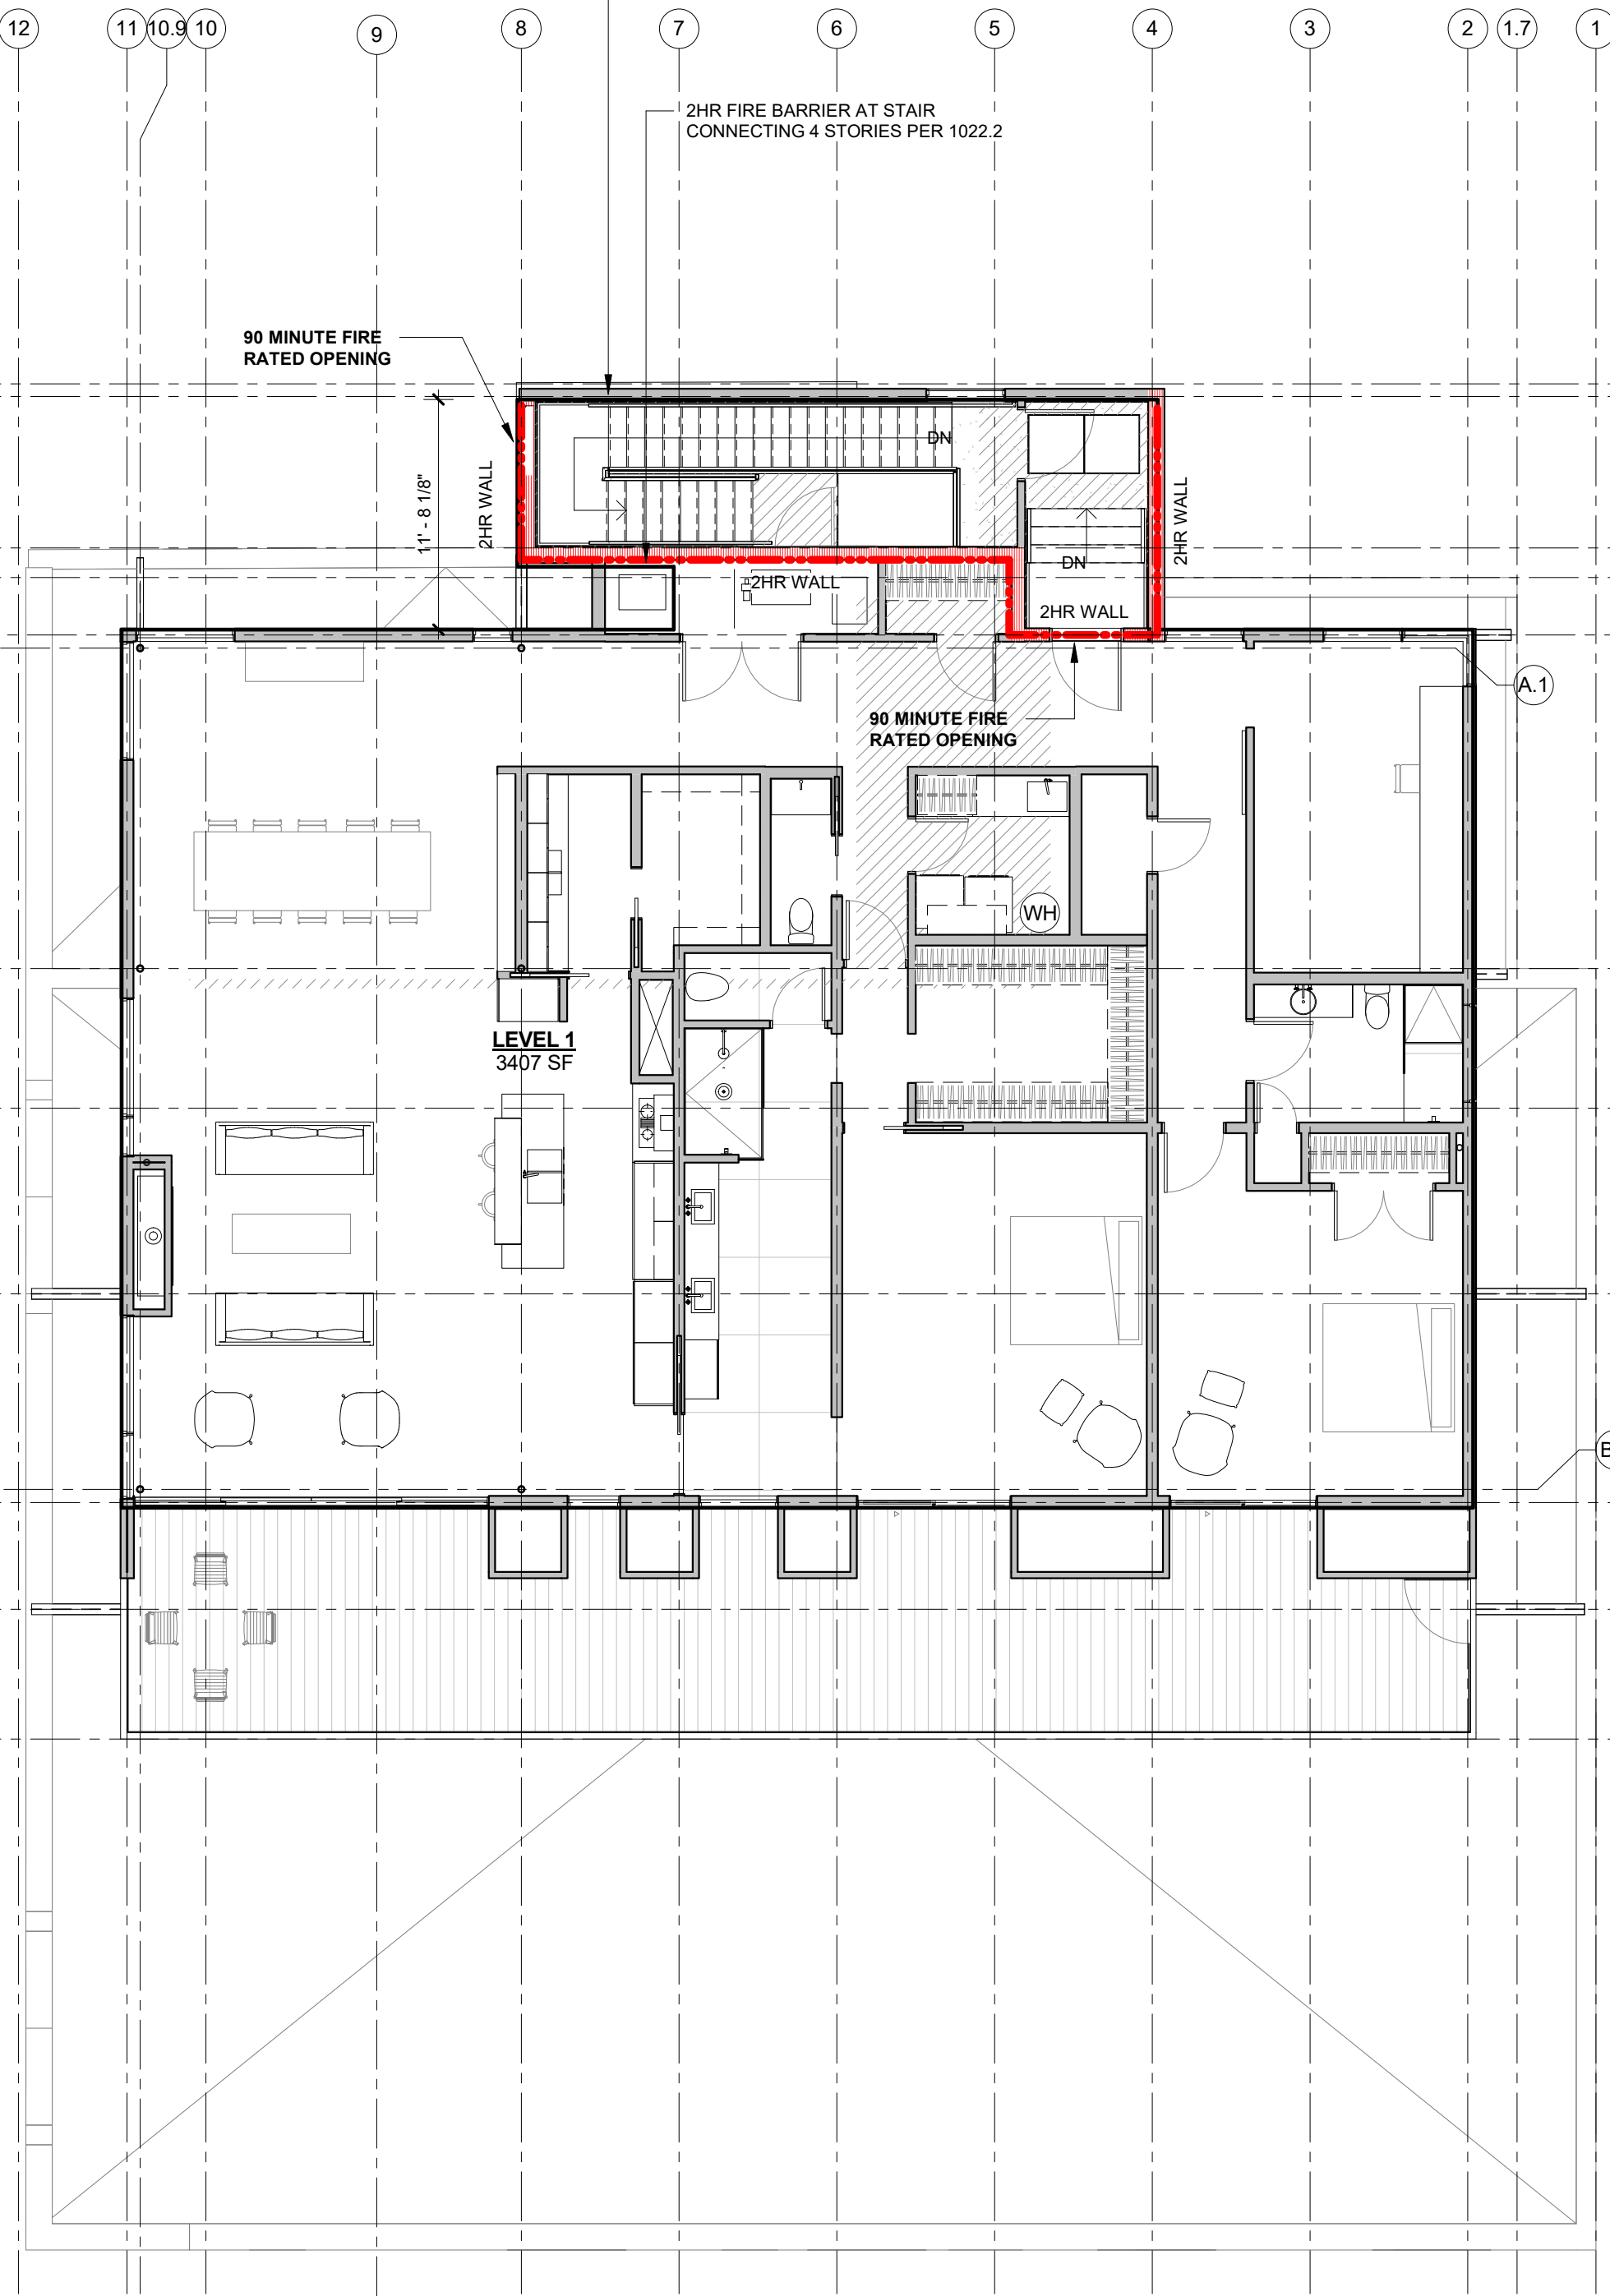 12
11
10.9
10
9
8
7
6
5
4
3
2
1.7
1
2HR FIRE BARRIER AT STAIR
CONNECTING 4 STORIES PER 1022.2
90 MINUTE FIRE
RATED OPENING
11' - 8 1/8"
2HR WALL
DN
2HR WALL
DN
2HR WALL
2HR WALL
A.1
90 MINUTE FIRE
RATED OPENING
WH
LEVEL 1
3407 SF
B